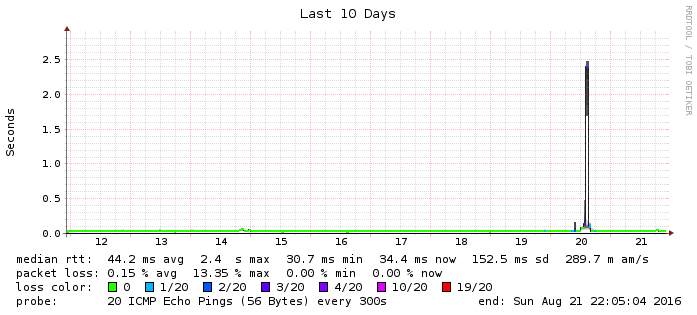 Last 10 Days
RRDTOOL / TOBI OETIKER
Seconds
2.5
2.0
1.5
1.0
0.5
0.0
12 13 14 15 16 17 18 19 20 21
median rtt: 44.2 ms avg 2.4 s max 30.7 ms min 34.4 ms now 152.5 ms sd 289.7 m am/s
packet loss: 0.15 % avg 13.35 % max 0.00 % min 0.00 % now
loss color: 0 1/20 2/20 3/20 4/20 10/20 19/20
probe: 20 ICMP Echo Pings (56 Bytes) every 300s end: Sun Aug 21 22:05:04 2016